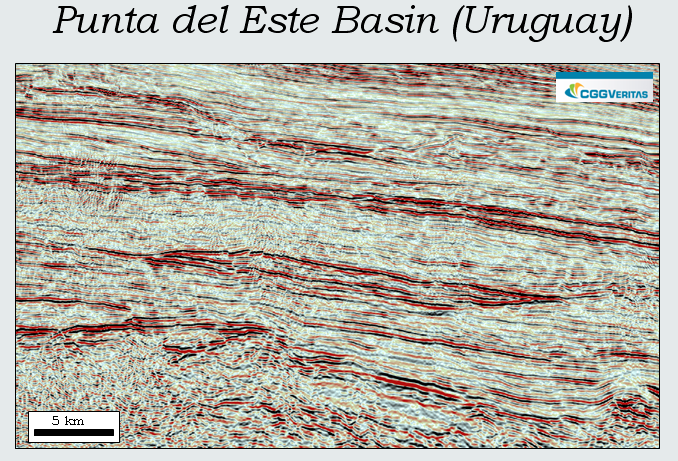 Punta del Este Basin (Uruguay)
CGGVERITAS
5 km